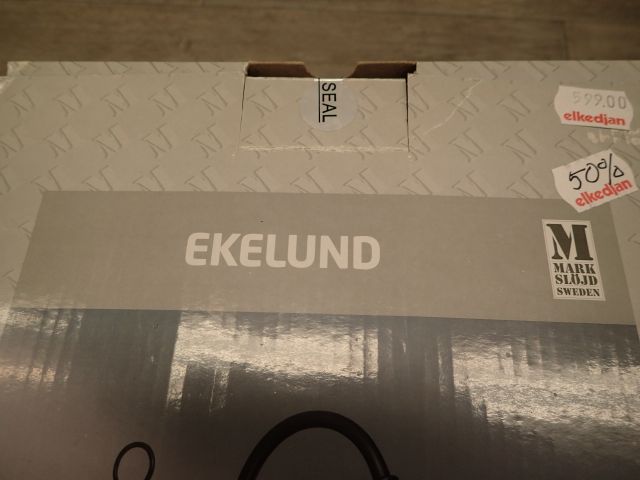 SEAL
599.00
elkedjan
50%
elkedjan
EKELUND
M
MARK
SLÖJD
SWEDEN